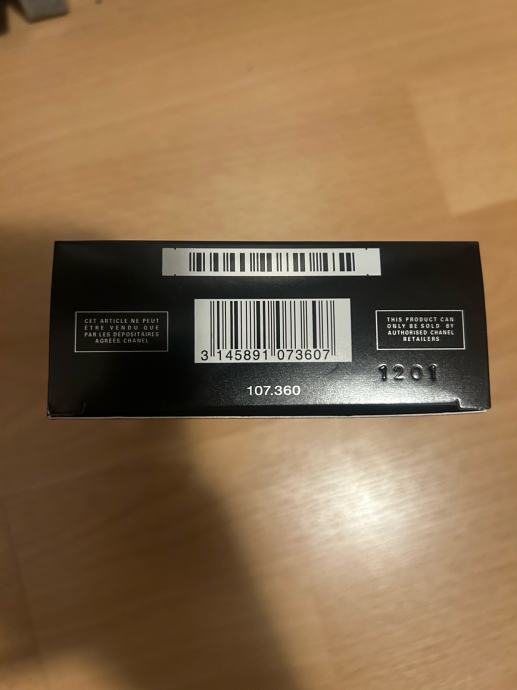 CET ARTICLE NE PEUT
ÊTRE VENDU QUE
PAR LES DÉPOSITAIRES
AGRÉÉS CHANEL
3 145891 073607
THIS PRODUCT CAN
ONLY BE SOLD BY
AUTHORISED CHANEL
RETAILERS
1201
107.360